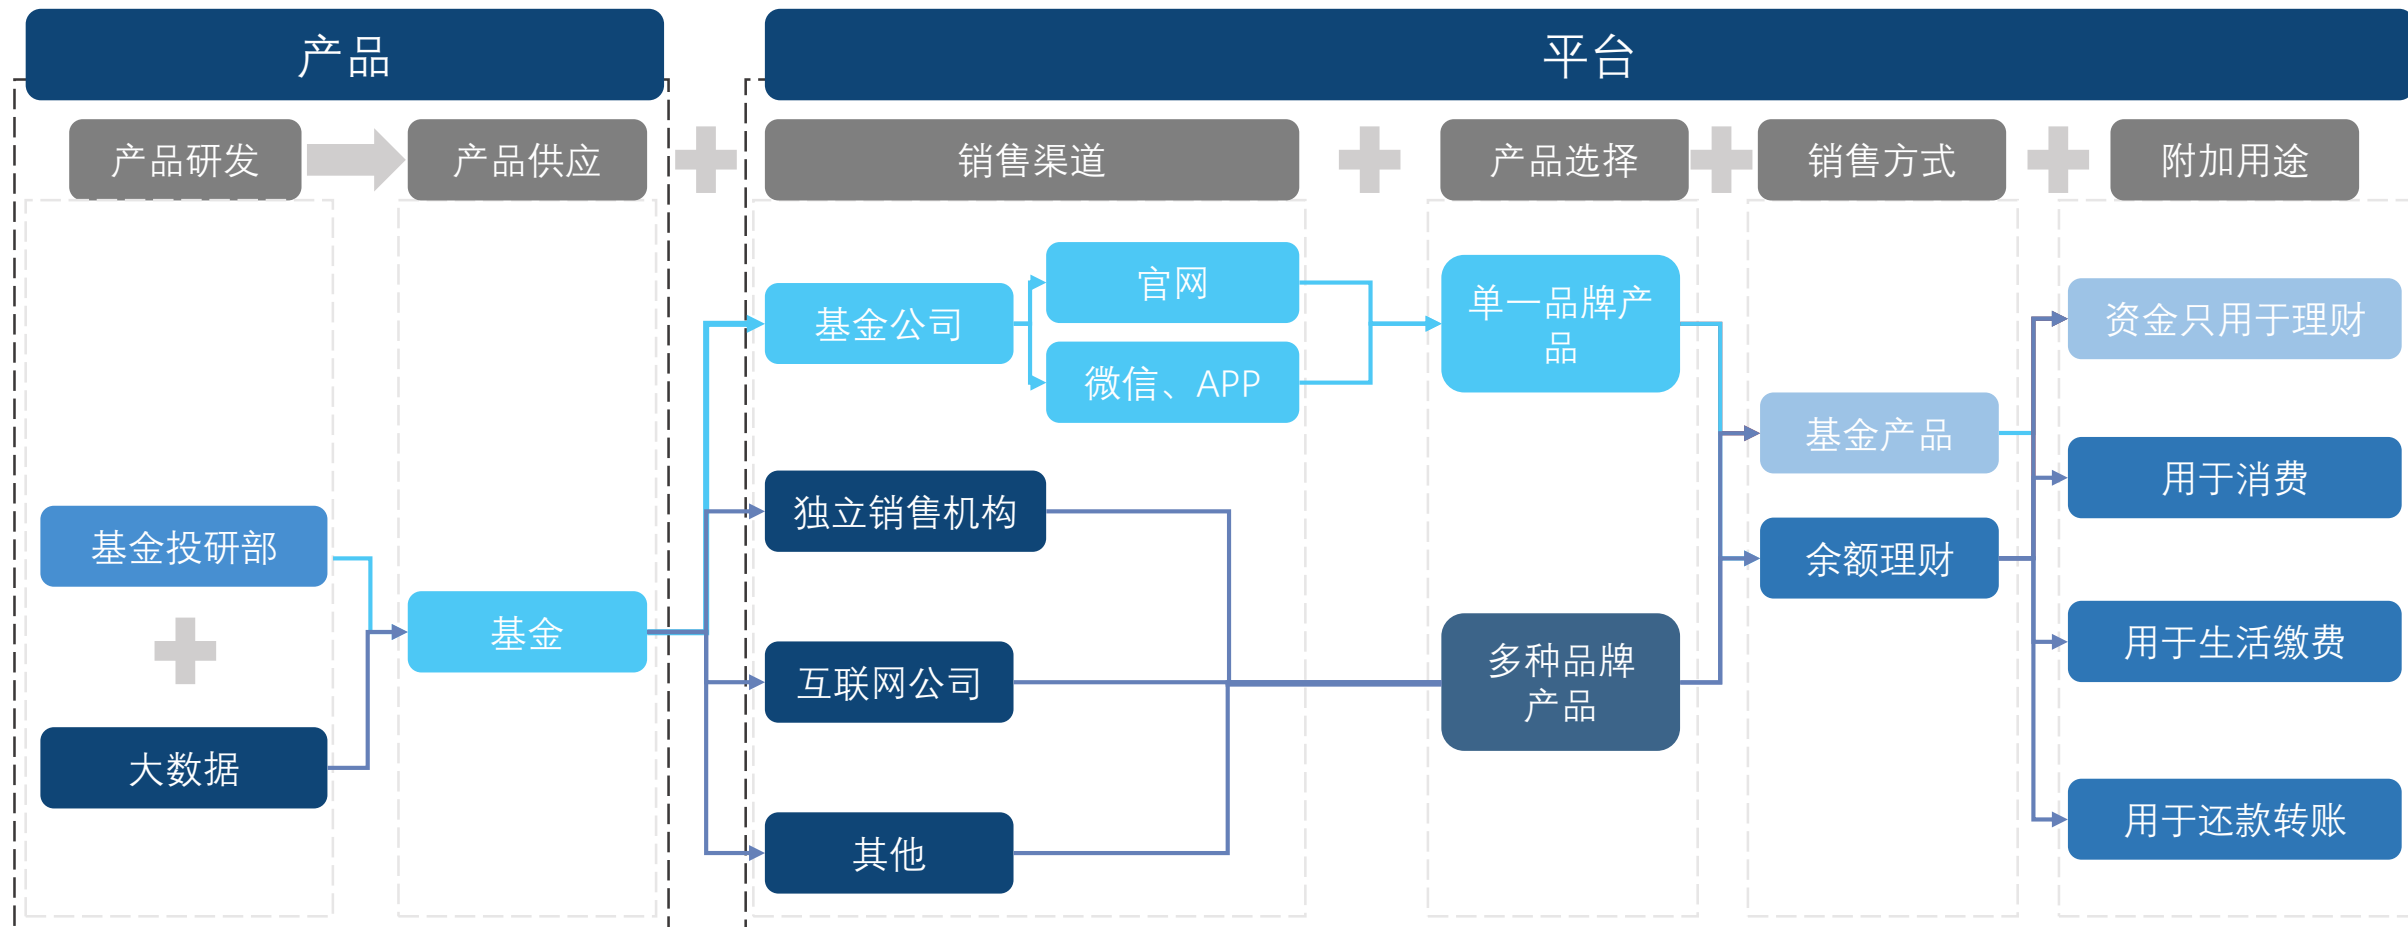 产品
平台
产品研发
产品供应
销售渠道
产品选择
销售方式
附加用途
基金投研部
大数据
基金
基金公司
官网
微信、APP
独立销售机构
互联网公司
其他
单一品牌产
品
多种品牌
产品
基金产品
余额理财
资金只用于理财
用于消费
用于生活缴费
用于还款转账